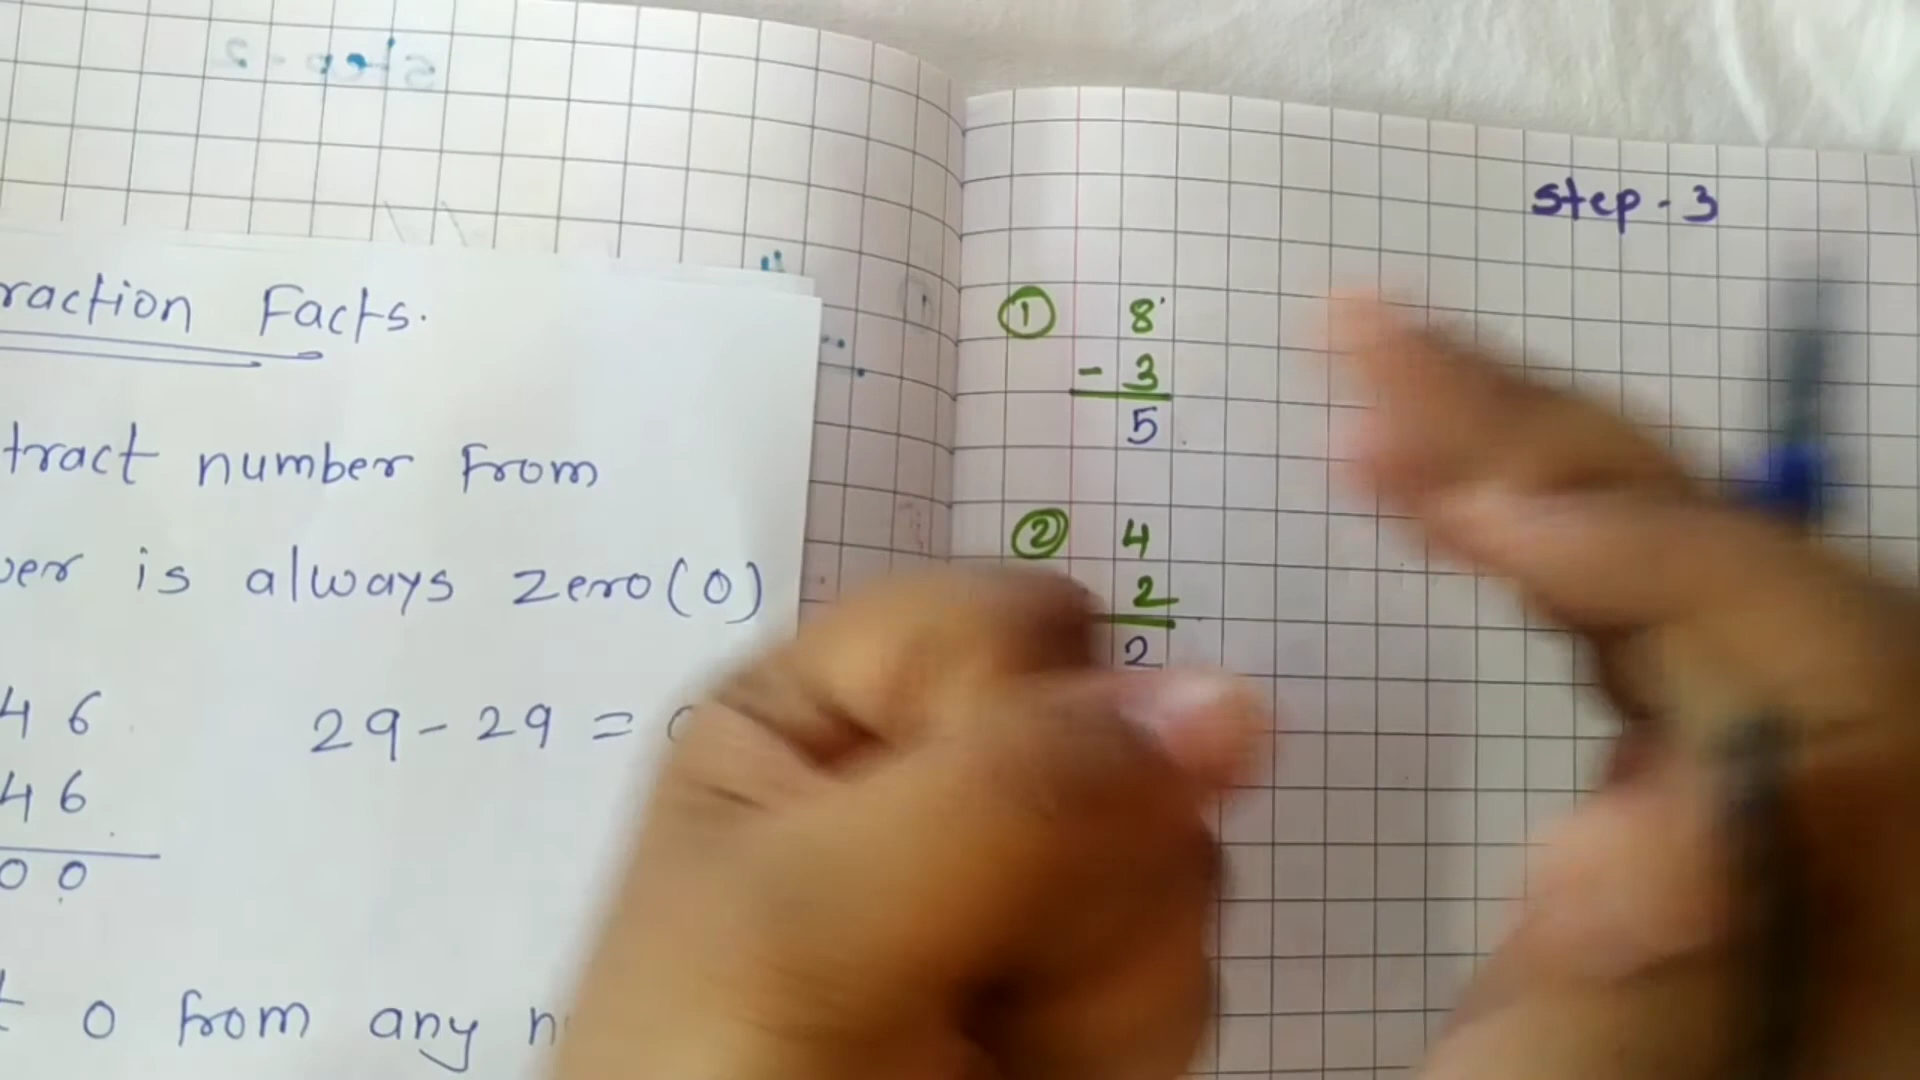 raction Facts.
tract number from
is always zero(0)
46
29-29 =
46
00
0 from any
step-3
① 8
- 3
5
② 4
2
2